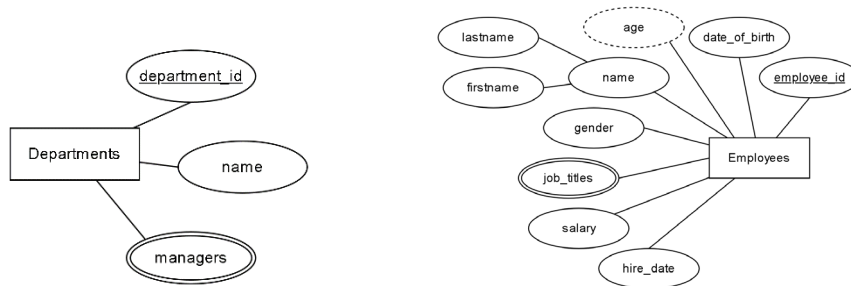 department_id
Departments
name
managers
age
date_of_birth
lastname
name
employee_id
firstname
gender
Employees
job_titles
salary
hire_date